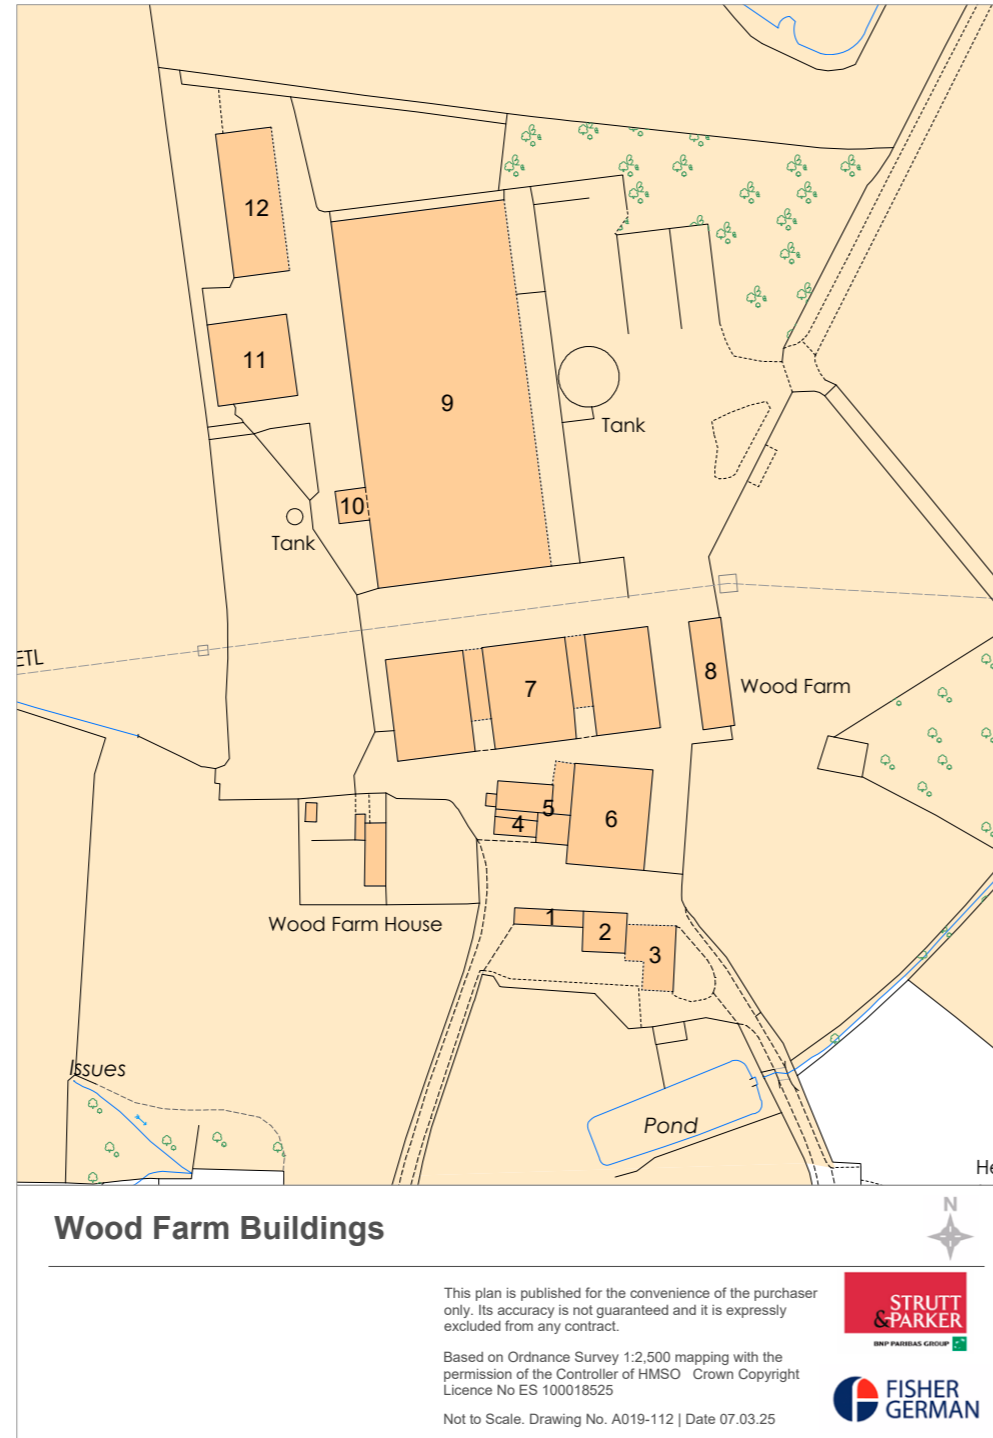 12
11
9
Tank
10
Tank
ETL
7
8
Wood Farm
5
4
6
Wood Farm House
1
2
3
Issues
Pond
He
Wood Farm Buildings
N
This plan is published for the convenience of the purchaser
only. Its accuracy is not guaranteed and it is expressly
excluded from any contract.
Based on Ordnance Survey 1:2,500 mapping with the
permission of the Controller of HMSO Crown Copyright
Licence No ES 100018525
Not to Scale. Drawing No. A019-112 | Date 07.03.25
STRUTT
&PARKER
BNP PARIBAS GROUP
FISHER
GERMAN